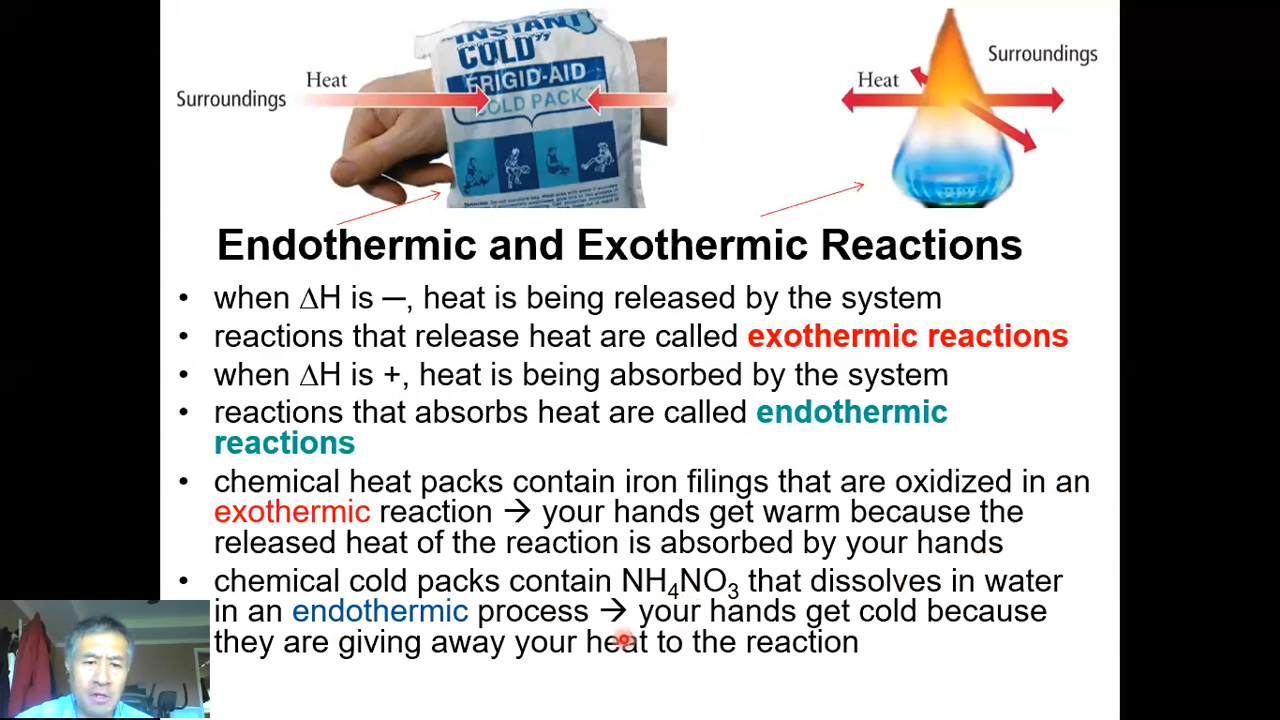 "INSTANT
COLD"
FRIGID-AID
COLD PACK
Heat
Surroundings
Surroundings
Heat
Endothermic and Exothermic Reactions
• when ∆H is ─, heat is being released by the system
• reactions that release heat are called exothermic reactions
• when ∆H is +, heat is being absorbed by the system
• reactions that absorbs heat are called endothermic
reactions
• chemical heat packs contain iron filings that are oxidized in an
exothermic reaction → your hands get warm because the
released heat of the reaction is absorbed by your hands
• chemical cold packs contain NH₄NO₃ that dissolves in water
in an endothermic process → your hands get cold because
they are giving away your heat to the reaction